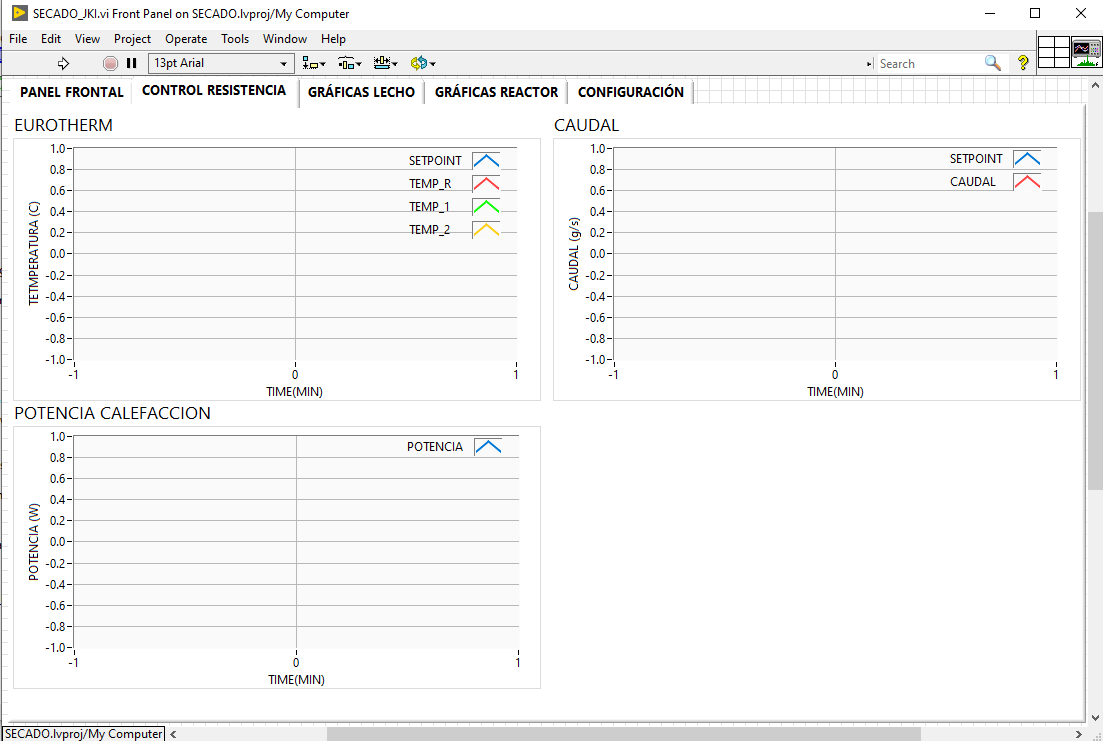 SECADO_JKI.vi Front Panel on SECADO.lvproj/My Computer
File Edit View Project Operate Tools Window Help
13pt Arial Search
PANEL FRONTAL CONTROL RESISTENCIA GRÁFICAS LECHO GRÁFICAS REACTOR CONFIGURACIÓN
EUROTHERM
TETMPERATURA (C)
1.0
0.8
0.6
0.4
0.2
0.0
-0.2
-0.4
-0.6
-0.8
-1.0
SETPOINT
TEMP_R
TEMP_1
TEMP_2
-1 0 1
TIME(MIN)
CAUDAL
CAUDAL (g/s)
1.0
0.8
0.6
0.4
0.2
0.0
-0.2
-0.4
-0.6
-0.8
-1.0
SETPOINT
CAUDAL
-1 0 1
TIME(MIN)
POTENCIA CALEFACCION
POTENCIA (W)
1.0
0.8
0.6
0.4
0.2
0.0
-0.2
-0.4
-0.6
-0.8
-1.0
POTENCIA
-1 0 1
TIME(MIN)
SECADO.lvproj/My Computer